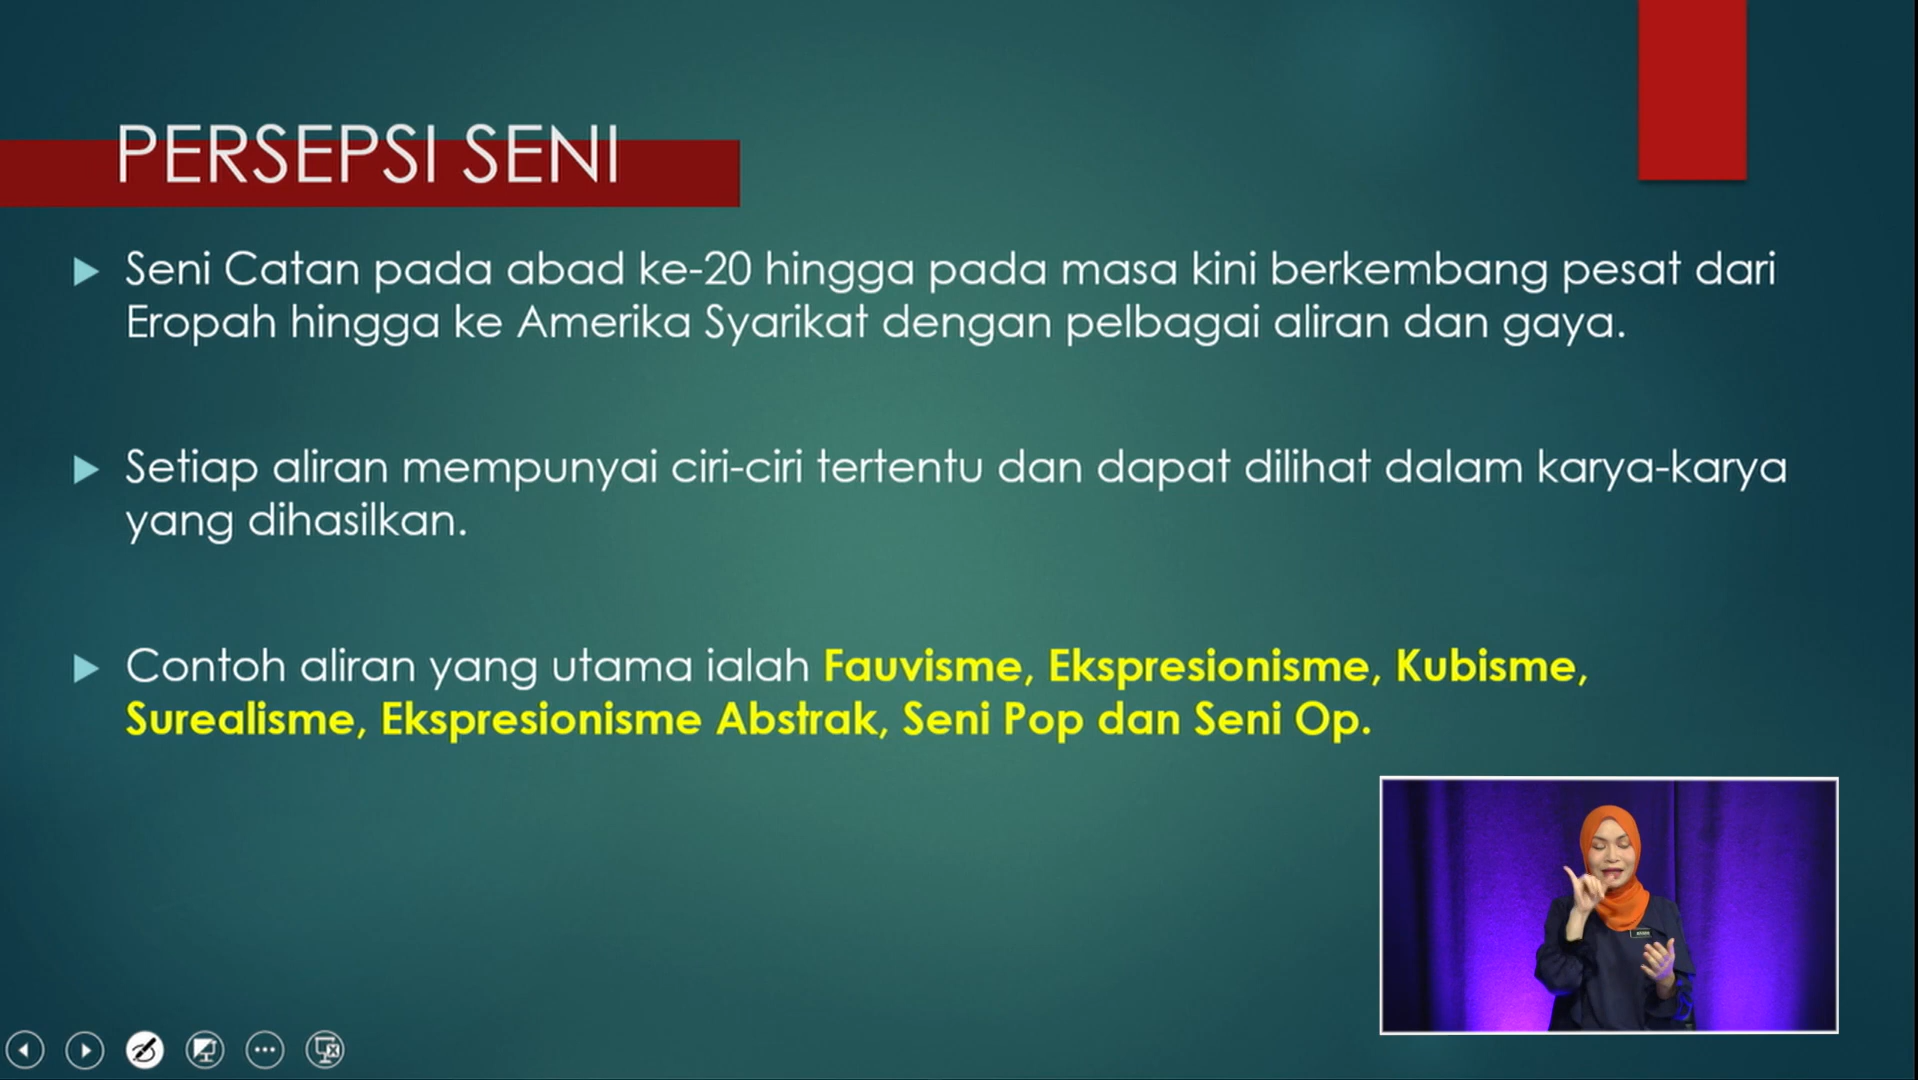 PERSEPSI SENI
Seni Catan pada abad ke-20 hingga pada masa kini berkembang pesat dari
Eropah hingga ke Amerika Syarikat dengan pelbagai aliran dan gaya.
Setiap aliran mempunyai ciri-ciri tertentu dan dapat dilihat dalam karya-karya
yang dihasilkan.
Contoh aliran yang utama ialah Fauvisme, Ekspresionisme, Kubisme,
Surealisme, Ekspresionisme Abstrak, Seni Pop dan Seni Op.